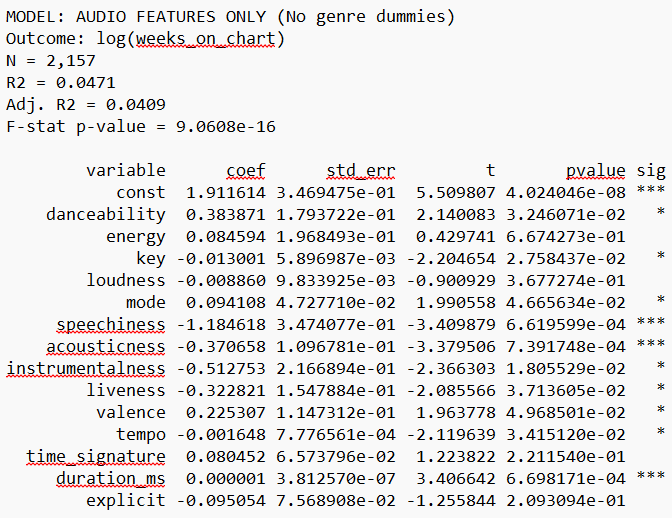 MODEL: AUDIO FEATURES ONLY (No genre dummies)
Outcome: log(weeks_on_chart)
N = 2,157
R2 = 0.0471
Adj. R2 = 0.0409
F-stat p-value = 9.0608e-16
variable coef std_err t pvalue sig
const 1.911614 3.469475e-01 5.509807 4.024046e-08 ***
danceability 0.383871 1.793722e-01 2.140083 3.246071e-02 *
energy 0.084594 1.968493e-01 0.429741 6.674273e-01
key -0.013001 5.896987e-03 -2.204654 2.758437e-02 *
loudness -0.008860 9.833925e-03 -0.900929 3.677274e-01
mode 0.094108 4.727710e-02 1.990558 4.665634e-02 *
speechiness -1.184618 3.474077e-01 -3.409879 6.619599e-04 ***
acousticness -0.370658 1.096781e-01 -3.379506 7.391748e-04 ***
instrumentalness -0.512753 2.166894e-01 -2.366303 1.805529e-02 *
liveness -0.322821 1.547884e-01 -2.085566 3.713605e-02 *
valence 0.225307 1.147312e-01 1.963778 4.968501e-02 *
tempo -0.001648 7.776561e-04 -2.119639 3.415120e-02 *
time_signature 0.080452 6.573796e-02 1.223822 2.211540e-01
duration_ms 0.000001 3.812570e-07 3.406642 6.698171e-04 ***
explicit -0.095054 7.568908e-02 -1.255844 2.093094e-01